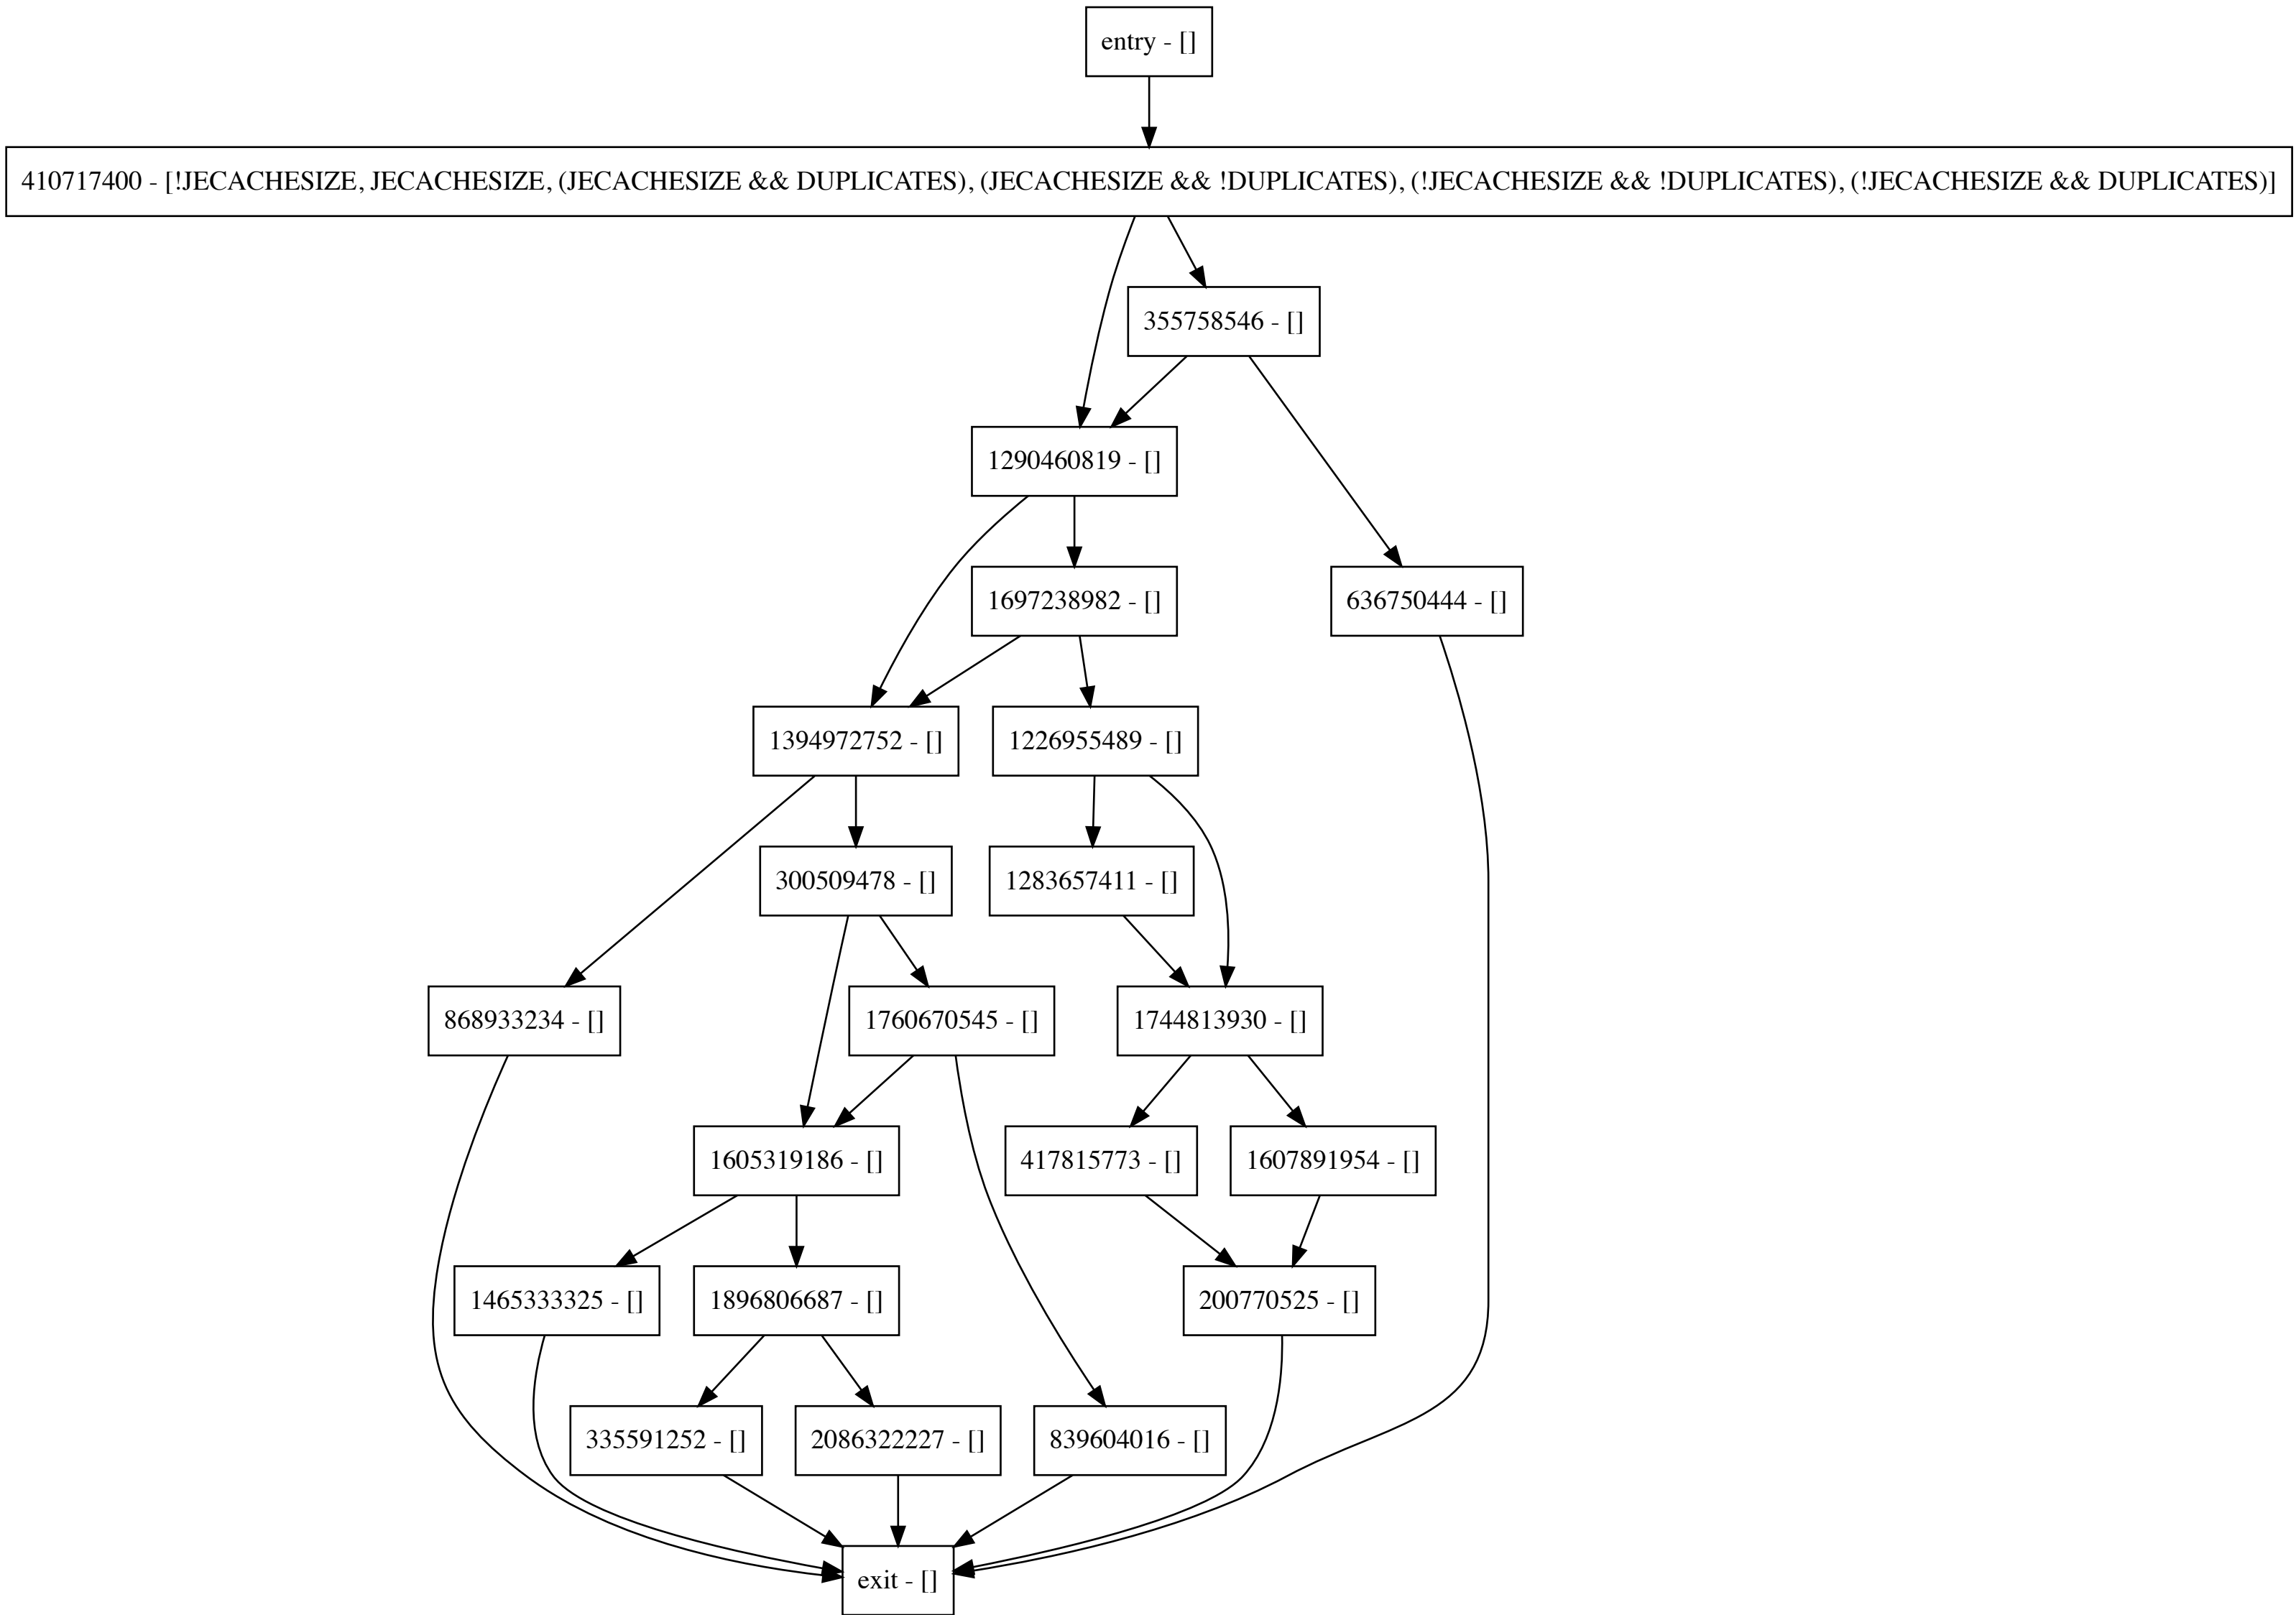 entry - []
410717400 - [!JECACHESIZE, JECACHESIZE, (JECACHESIZE && DUPLICATES), (JECACHESIZE && !DUPLICATES), (!JECACHESIZE && !DUPLICATES), (!JECACHESIZE && DUPLICATES)]
355758546 - []
1290460819 - []
1697238982 - []
636750444 - []
1394972752 - []
1226955489 - []
300509478 - []
1283657411 - []
868933234 - []
1760670545 - []
1744813930 - []
1605319186 - []
417815773 - []
1607891954 - []
1465333325 - []
1896806687 - []
200770525 - []
335591252 - []
2086322227 - []
839604016 - []
exit - []